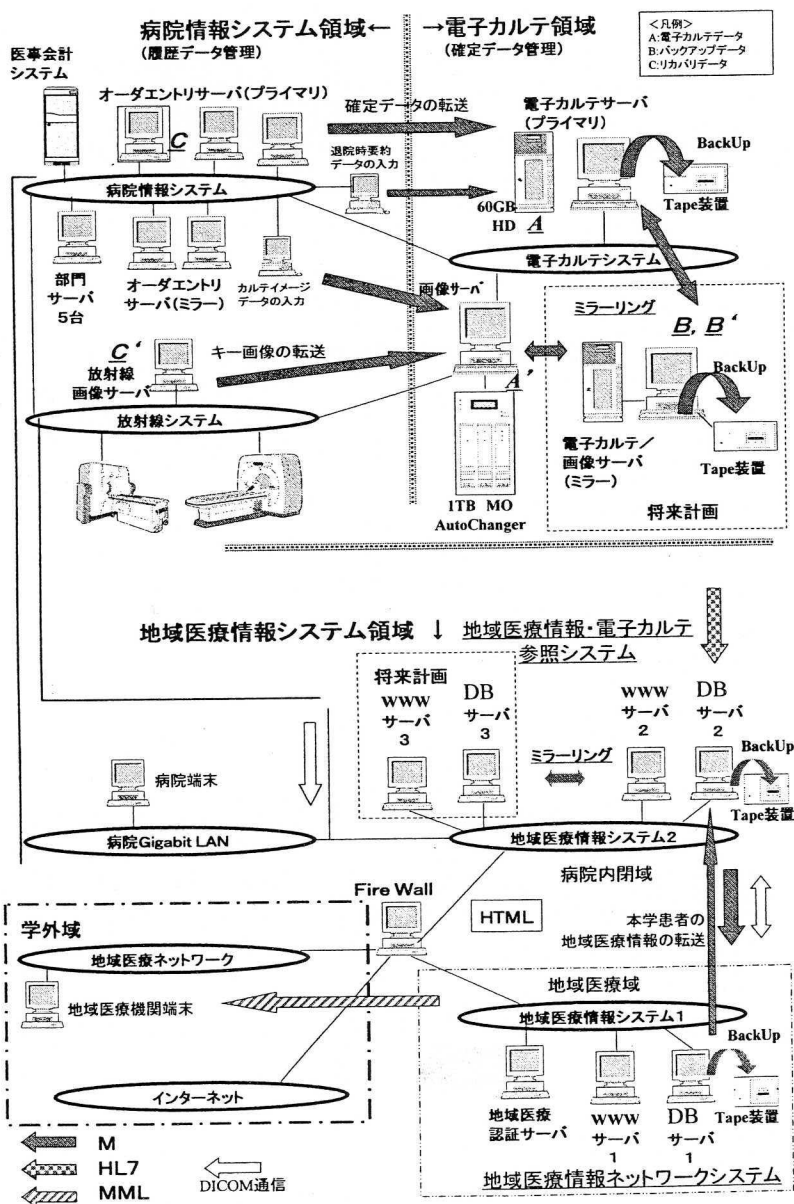 病院情報システム領域← →電子カルテ領域
(履歴データ管理) (確定データ管理)
<凡例>
A:電子カルテデータ
B:バックアップデータ
C:リカバリデータ
医事会計
システム
オーダエントリサーバ(プライマリ)
C
確定データの転送
電子カルテサーバ
(プライマリ)
BackUp
Tape装置
退院時要約
データの入力
60GB
HD
A
病院情報システム
電子カルテシステム
部門
サーバ
5台
オーダエントリ
サーバ(ミラー)
カルテイメージ
データの入力
画像サーバ
A'
ミラーリング
B, B'
BackUp
Tape装置
電子カルテ/
画像サーバ
(ミラー)
将来計画
C'
放射線
画像サーバ
キー画像の転送
放射線システム
1TB MO
AutoChanger
地域医療情報システム領域 ↓ 地域医療情報・電子カルテ
参照システム
将来計画
WWW
サーバ
3
DB
サーバ
3
WWW
サーバ
2
DB
サーバ
2
ミラーリング
BackUp
Tape装置
病院端末
病院Gigabit LAN
地域医療情報システム2
病院内閉域
Fire Wall
HTML
本学患者の
地域医療情報の転送
学外域
地域医療ネットワーク
地域医療機関端末
インターネット
地域医療域
地域医療情報システム1
BackUp
Tape装置
地域医療
認証サーバ
WWW
サーバ
1
DB
サーバ
1
地域医療情報ネットワークシステム
M
HL7
MML
DICOM通信